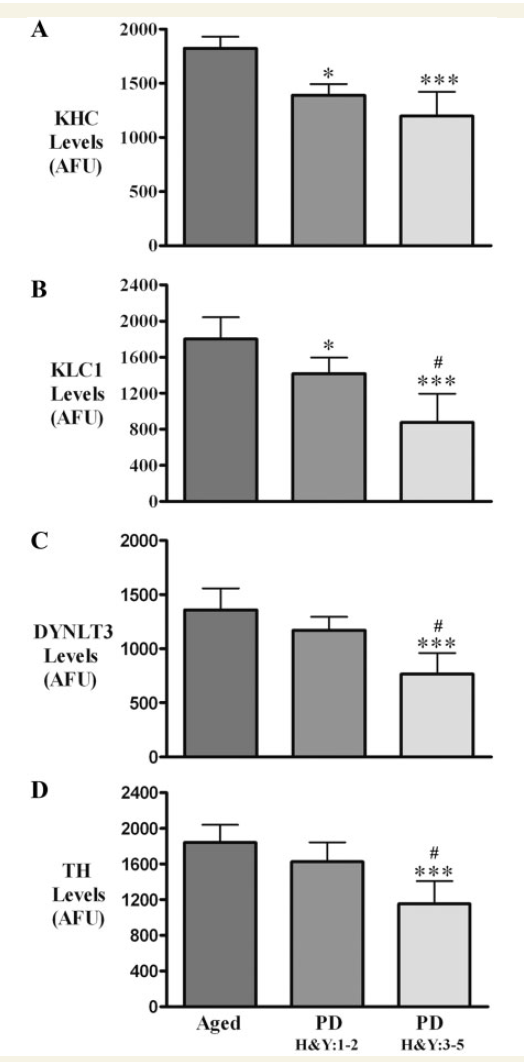 A
KHC
Levels
(AFU)
2000
1500
1000
500
0
*
***
B
KLC1
Levels
(AFU)
2400
2000
1600
1200
800
400
0
*
#
***
C
DYNLT3
Levels
(AFU)
2000
1500
1000
500
0
#
***
D
TH
Levels
(AFU)
2400
2000
1600
1200
800
400
0
#
***
Aged PD PD
H&Y:1-2 H&Y:3-5